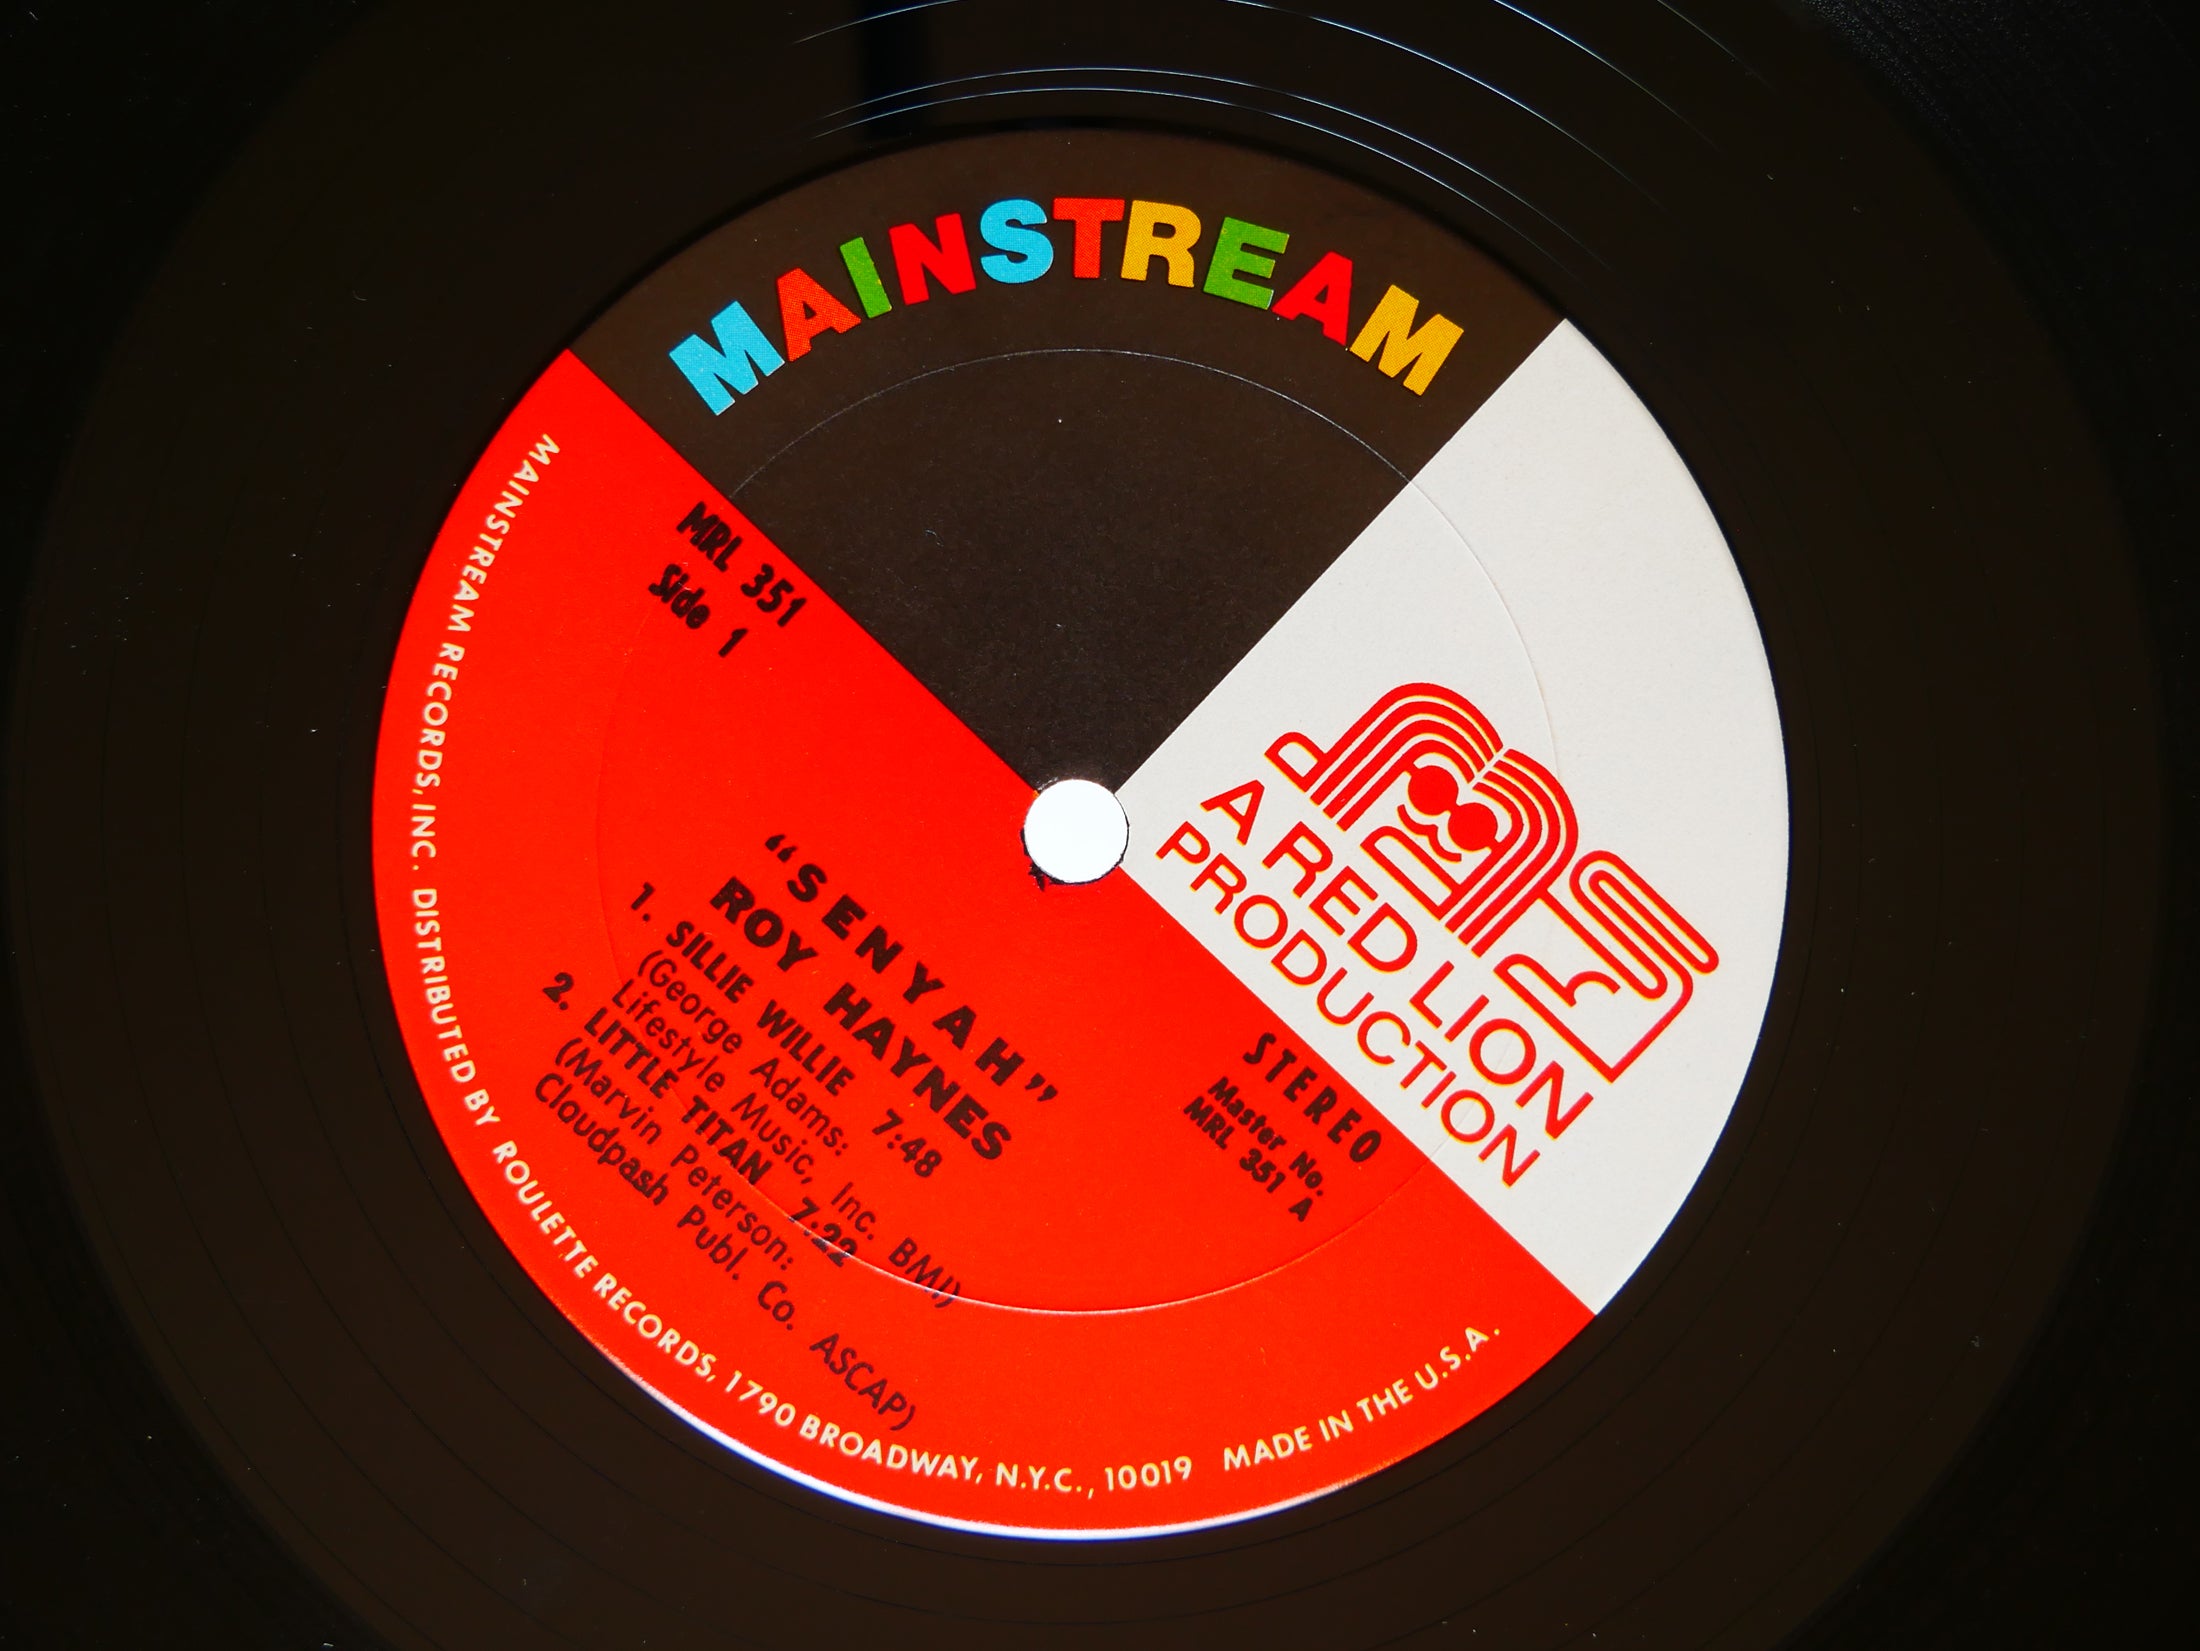 MAINSTREAM
MRL 351
Side 1
"SENYAH"
ROY HAYNES
1. SILLIE WILLIE 7:48
(George Adams:
Lifestyle Music, Inc. BMI)
2. LITTLE TITAN 7:22
(Marvin Peterson:
Cloudpash Publ. Co. ASCAP)
STEREO
Master No.
MRL 351 A
A RED LION
PRODUCTION
MAINSTREAM RECORDS, INC. DISTRIBUTED BY ROULETTE RECORDS, 1790 BROADWAY, N.Y.C., 10019 MADE IN THE U.S.A.